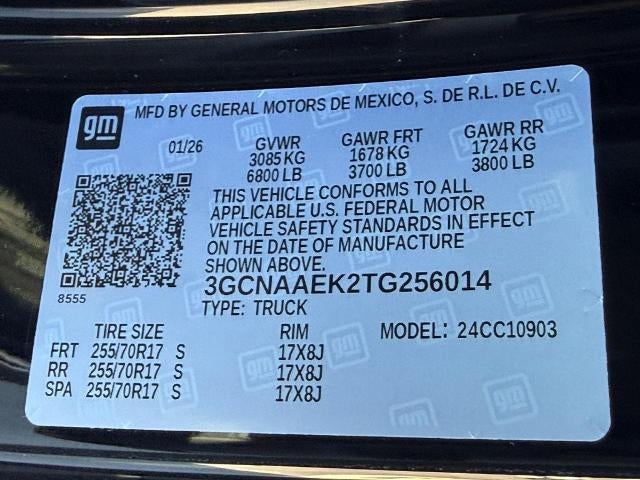 gm MFD BY GENERAL MOTORS DE MEXICO, S. DE R.L. DE C.V.
01/26 GVWR GAWR FRT GAWR RR
3085 KG 1678 KG 1724 KG
6800 LB 3700 LB 3800 LB
THIS VEHICLE CONFORMS TO ALL
APPLICABLE U.S. FEDERAL MOTOR
VEHICLE SAFETY STANDARDS IN EFFECT
ON THE DATE OF MANUFACTURE
SHOWN ABOVE.
8555
3GCNAAEK2TG256014
TYPE: TRUCK
TIRE SIZE RIM MODEL: 24CC10903
FRT 255/70R17 S 17X8J
RR 255/70R17 S 17X8J
SPA 255/70R17 S 17X8J